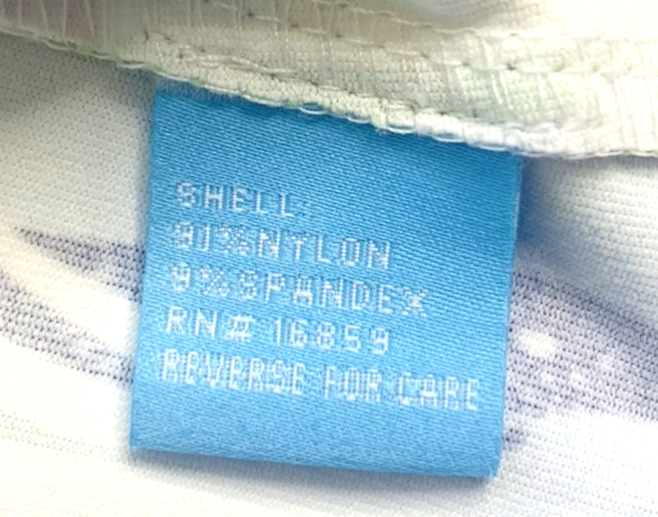 SHELL:
91%NYLON
9%SPANDEX
RN# 16859
REVERSE FOR CARE